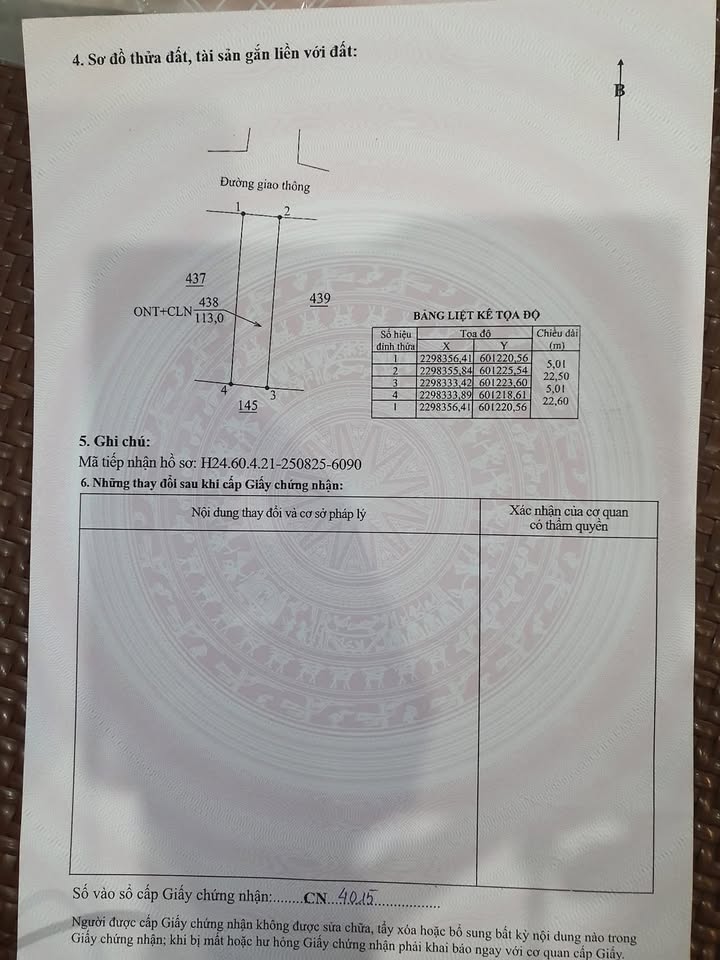 4. Sơ đồ thửa đất, tài sản gắn liền với đất:
B
Đường giao thông
1
2
437
438
439
ONT+CLN
113,0
4
3
145
BẢNG LIỆT KÊ TỌA ĐỘ
Số hiệu đỉnh thửa Tọa độ Chiều dài (m)
X Y
1 2298356,41 601220,56
5,01
2 2298355,84 601225,54
22,50
3 2298333,42 601223,60
5,01
4 2298333,89 601218,61
22,60
1 2298356,41 601220,56
5. Ghi chú:
Mã tiếp nhận hồ sơ: H24.60.4.21-250825-6090
6. Những thay đổi sau khi cấp Giấy chứng nhận:
Nội dung thay đổi và cơ sở pháp lý
Xác nhận của cơ quan
có thẩm quyền
Số vào sổ cấp Giấy chứng nhận:........CN...4015..................
Người được cấp Giấy chứng nhận không được sửa chữa, tẩy xóa hoặc bổ sung bất kỳ nội dung nào trong
Giấy chứng nhận; khi bị mất hoặc hư hỏng Giấy chứng nhận phải khai báo ngay với cơ quan cấp Giấy.